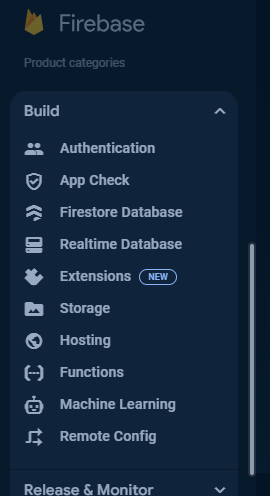 Firebase
Product categories
Build
Authentication
App Check
Firestore Database
Realtime Database
Extensions NEW
Storage
Hosting
Functions
Machine Learning
Remote Config
Release & Monitor